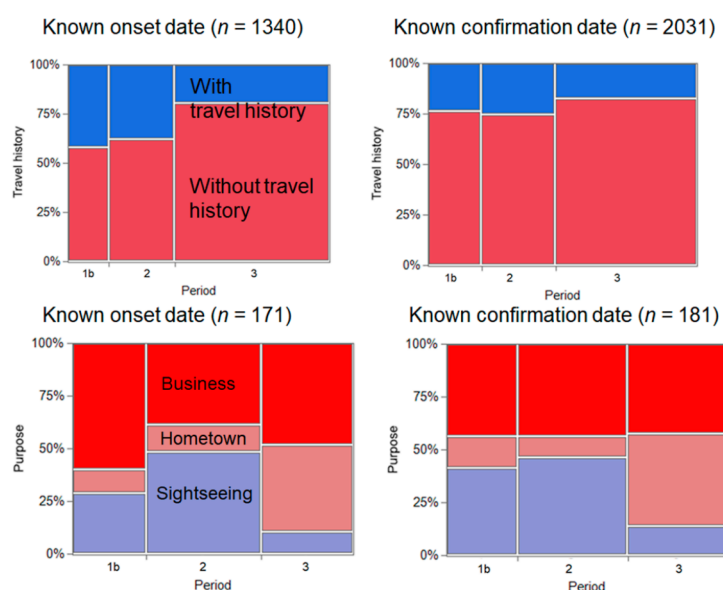 Known onset date (n = 1340)
Known confirmation date (n = 2031)
100%
75%
50%
25%
0%
Travel history
With
travel history
Without travel
history
1b
2
3
Period
100%
75%
50%
25%
0%
Travel history
1b
2
3
Period
Known onset date (n = 171)
Known confirmation date (n = 181)
100%
75%
50%
25%
0%
Purpose
Business
Hometown
Sightseeing
1b
2
3
Period
100%
75%
50%
25%
0%
Purpose
1b
2
3
Period